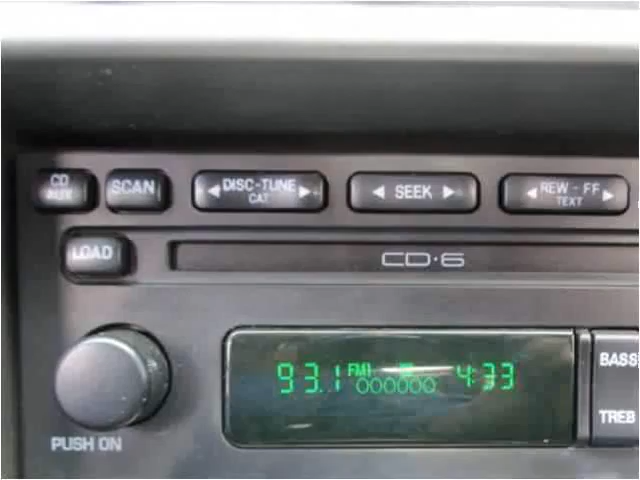 CD AUX SCAN DISC-TUNE CAT SEEK REW - FF TEXT
LOAD CD·6
93.1 FM1 4:33
BASS
PUSH ON TREB